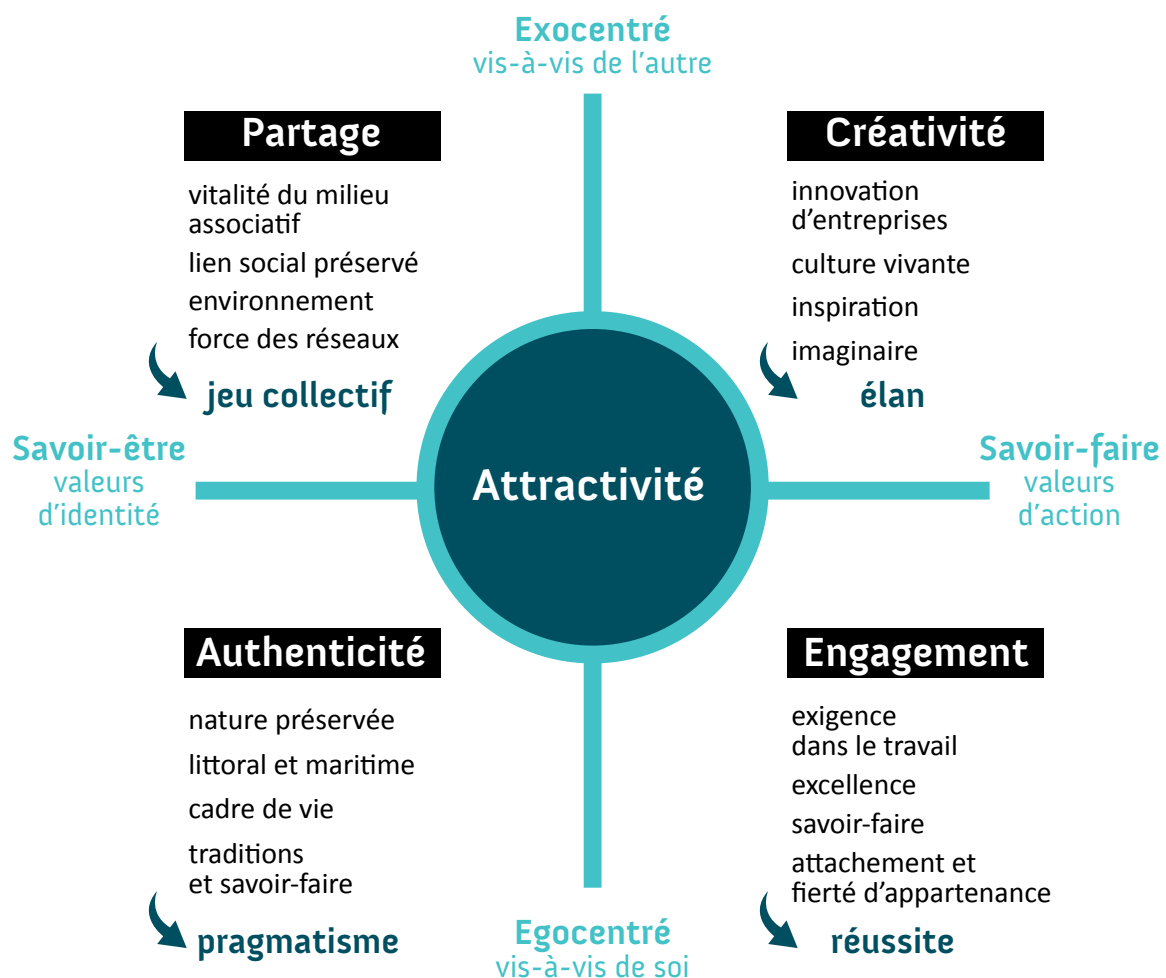 Exocentré
vis-à-vis de l’autre
Partage
vitalité du milieu
associatif
lien social préservé
environnement
force des réseaux
jeu collectif
Créativité
innovation
d’entreprises
culture vivante
inspiration
imaginaire
élan
Savoir-être
valeurs
d’identité
Attractivité
Savoir-faire
valeurs
d’action
Authenticité
nature préservée
littoral et maritime
cadre de vie
traditions
et savoir-faire
pragmatisme
Engagement
exigence
dans le travail
excellence
savoir-faire
attachement et
fierté d’appartenance
réussite
Egocentré
vis-à-vis de soi